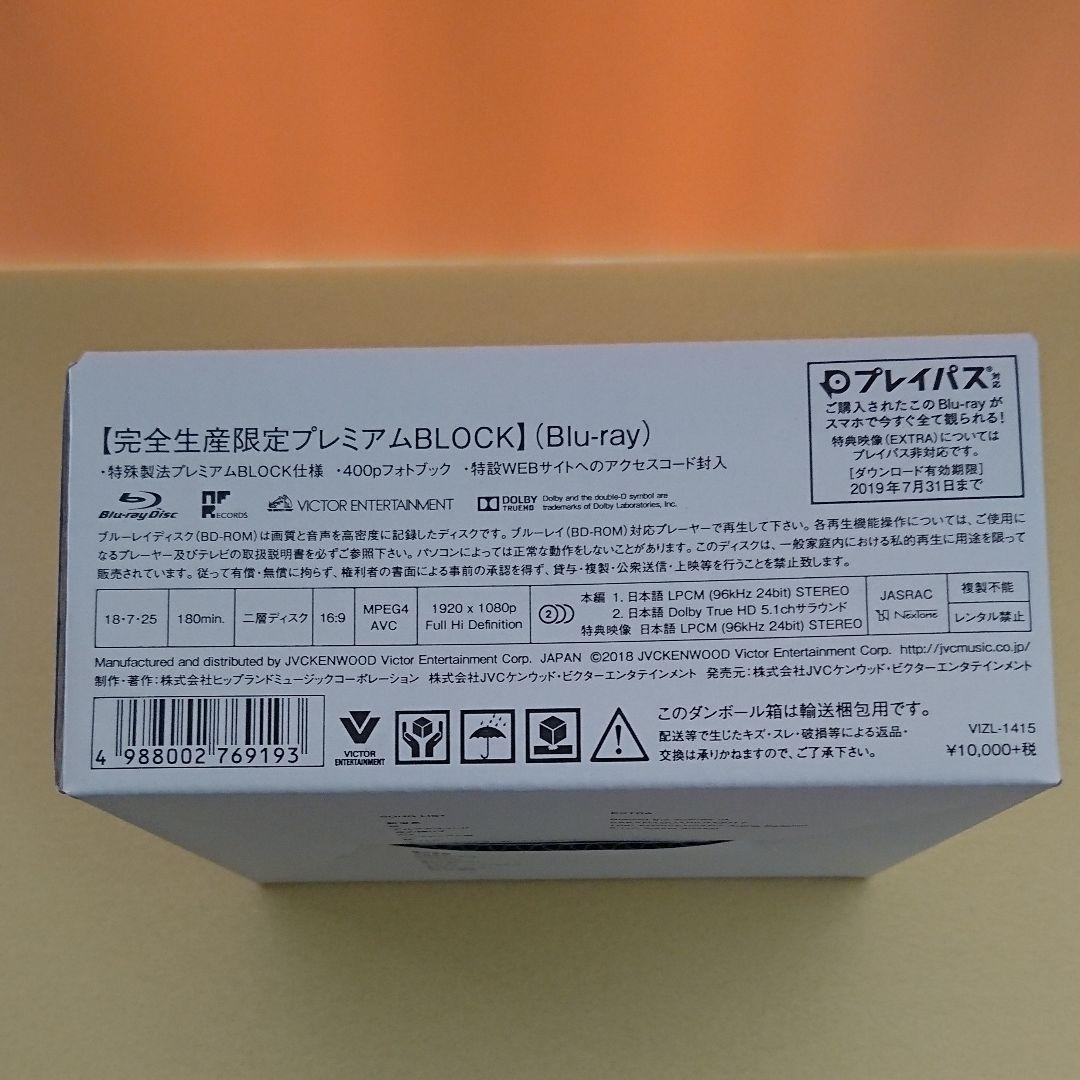 プレイパス®対応
ご購入されたこの Blu-ray が
スマホで今すぐ全て観られる!
特典映像(EXTRA)については
プレイパス非対応です。
[ダウンロード有効期限]
2019年7月31日まで
【完全生産限定プレミアムBLOCK】(Blu-ray)
・特殊製法プレミアムBLOCK仕様 ・400pフォトブック ・特設WEBサイトへのアクセスコード封入
Blu-ray Disc NF RECORDS VICTOR ENTERTAINMENT DOLBY TRUEHD Dolby and the double-D symbol are trademarks of Dolby Laboratories, Inc.
ブルーレイディスク(BD-ROM)は画質と音声を高密度に記録したディスクです。ブルーレイ(BD-ROM)対応プレーヤーで再生して下さい。各再生機能操作については、ご使用に
なるプレーヤー及びテレビの取扱説明書を必ずご参照下さい。パソコンによっては正常な動作をしないことがあります。このディスクは、一般家庭内における私的再生に用途を限って
販売されています。従って有償・無償に拘らず、権利者の書面による事前の承認を得ず、貸与・複製・公衆送信・上映等を行うことを禁止致します。
18・7・25 180min. 二層ディスク 16:9 MPEG4 AVC 1920 x 1080p Full Hi Definition
2 本編 1. 日本語 LPCM (96kHz 24bit) STEREO
2. 日本語 Dolby True HD 5.1chサラウンド
特典映像 日本語 LPCM (96kHz 24bit) STEREO
JASRAC
NexTone
複製不能
レンタル禁止
Manufactured and distributed by JVCKENWOOD Victor Entertainment Corp. JAPAN ©2018 JVCKENWOOD Victor Entertainment Corp. http://jvcmusic.co.jp/
制作・著作:株式会社ヒップランドミュージックコーポレーション 株式会社JVCケンウッド・ビクターエンタテインメント 発売元:株式会社JVCケンウッド・ビクターエンタテインメント
4 988002 769193
VICTOR
ENTERTAINMENT
このダンボール箱は輸送梱包用です。
配送等で生じたキズ・スレ・破損等による返品・
交換は承りかねますので、ご了承下さい。
VIZL-1415
¥10,000+税
SONG LIST
EXTRA